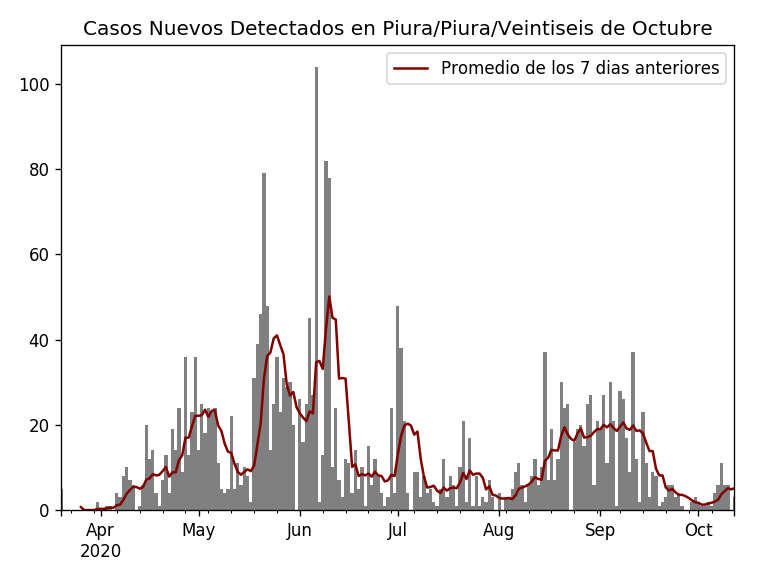 Casos Nuevos Detectados en Piura/Piura/Veintiseis de Octubre
Promedio de los 7 dias anteriores
100
80
60
40
20
0
Apr
2020
May
Jun
Jul
Aug
Sep
Oct